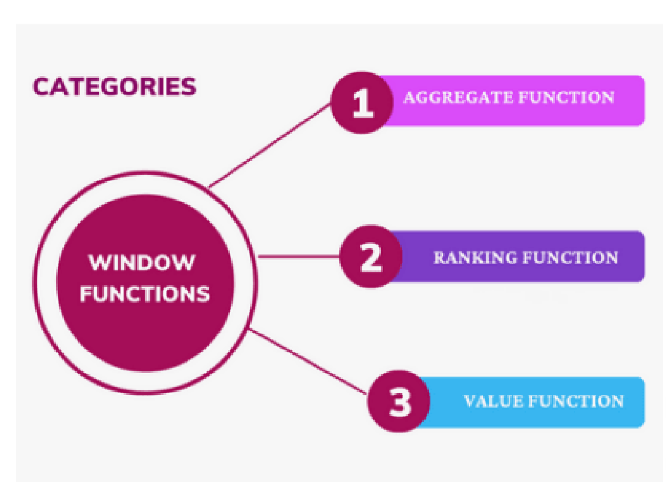 CATEGORIES
1
AGGREGATE FUNCTION
WINDOW
FUNCTIONS
2
RANKING FUNCTION
3
VALUE FUNCTION